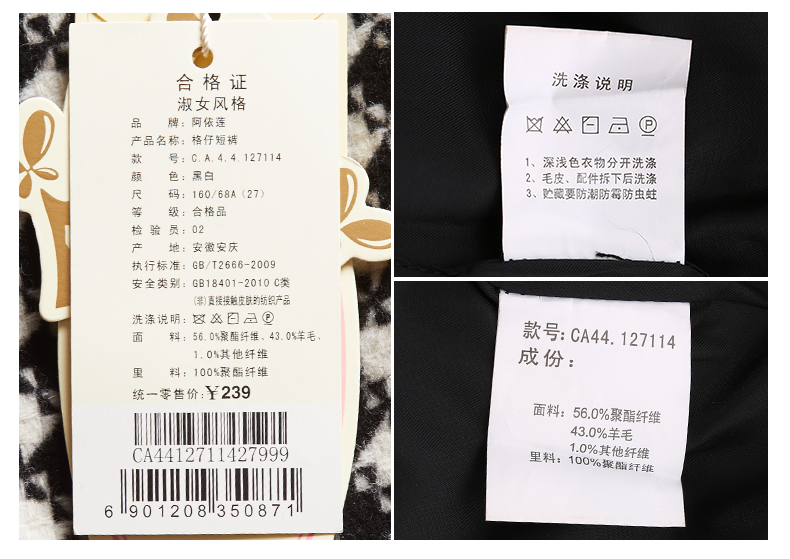 合格证
淑女风格
品 牌：阿依莲
产品名称：格仔短裤
款 号：C.A.4.4.127114
颜 色：黑白
尺 码：160/68A（27）
等 级：合格品
检 验 员：02
产 地：安徽安庆
执行标准：GB/T2666-2009
安全类别：GB18401-2010 C类
（非）直接接触皮肤的纺织产品
洗涤说明：
面 料：56.0%聚酯纤维、43.0%羊毛、
1.0%其他纤维
里 料：100%聚酯纤维
统一零售价:￥239
CA4412711427999
6 901208 350871
洗涤说明
1、深浅色衣物分开洗涤
2、毛皮、配件拆下后洗涤
3、贮藏要防潮防霉防虫蛀
款号:CA44.127114
成份：
面料：56.0%聚酯纤维
43.0%羊毛
1.0%其他纤维
里料：100%聚酯纤维